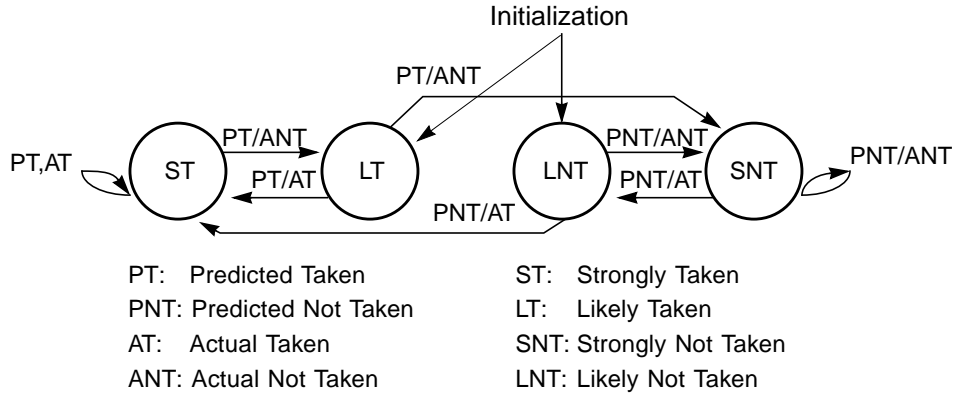 Initialization
PT/ANT
PT/ANT
PNT/ANT
PT,AT
ST
LT
LNT
SNT
PNT/ANT
PT/AT
PNT/AT
PNT/AT
PT: Predicted Taken
PNT: Predicted Not Taken
AT: Actual Taken
ANT: Actual Not Taken
ST: Strongly Taken
LT: Likely Taken
SNT: Strongly Not Taken
LNT: Likely Not Taken